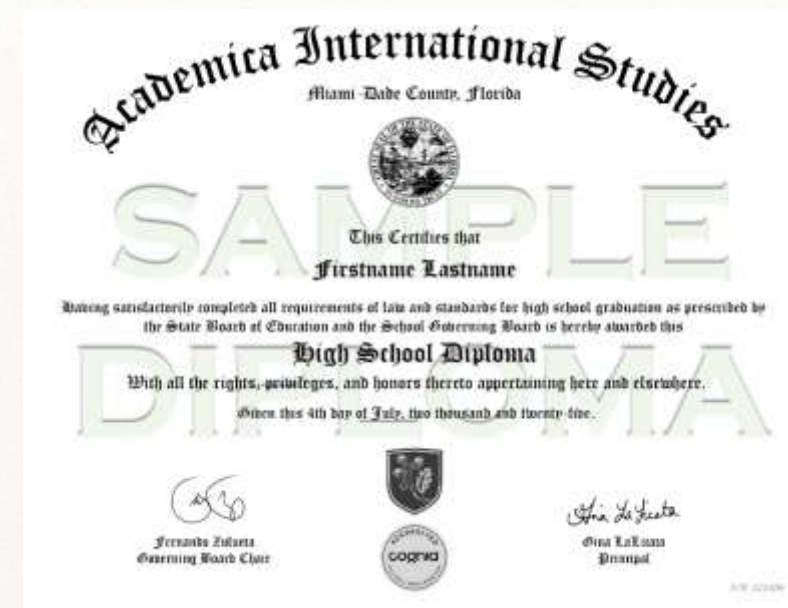 Academica International Studies
Miami-Dade County, Florida
SAMPLE
This Certifies that
Firstname Lastname
Having satisfactorily completed all requirements of law and standards for high school graduation as prescribed by
the State Board of Education and the School Governing Board is hereby awarded this
High School Diploma
With all the rights, privileges, and honors thereto appertaining here and elsewhere.
DIPLOMA
Given this 4th day of July, two thousand and twenty-five.
Fernando Zulueta
Governing Board Chair
cognia
Gina LaLicata
Principal